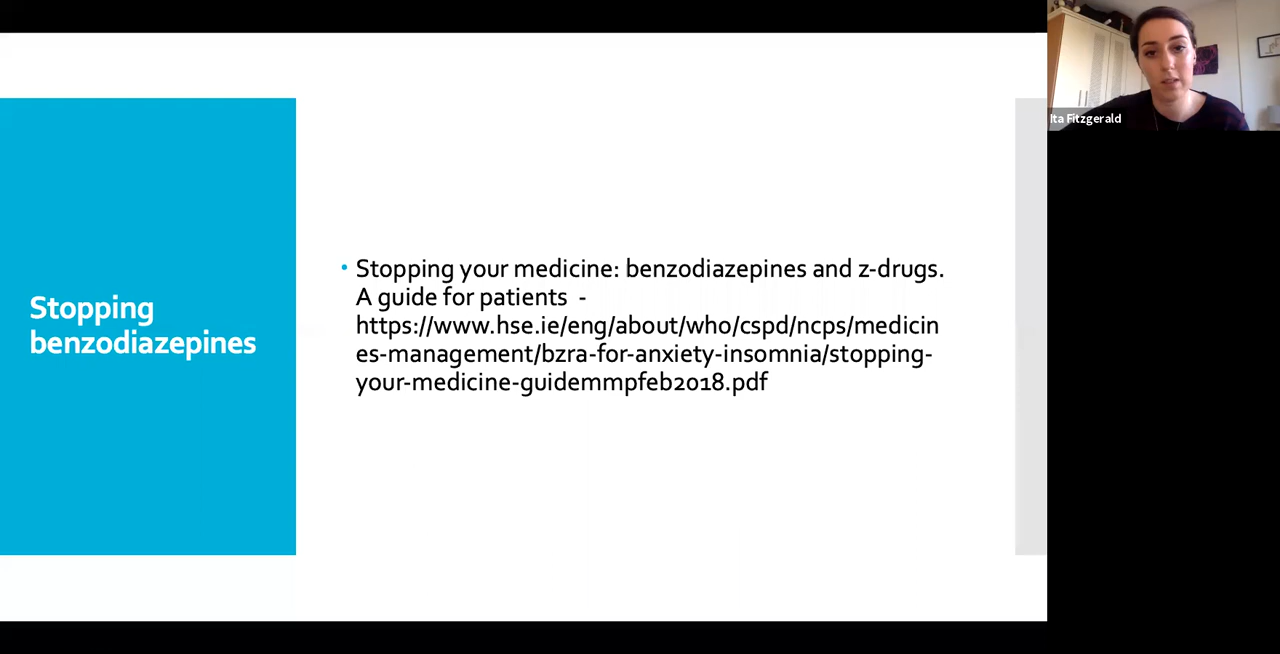 Stopping
benzodiazepines
• Stopping your medicine: benzodiazepines and z-drugs.
A guide for patients -
https://www.hse.ie/eng/about/who/cspd/ncps/medicin
es-management/bzra-for-anxiety-insomnia/stopping-
your-medicine-guidemmpfeb2018.pdf
Ita Fitzgerald